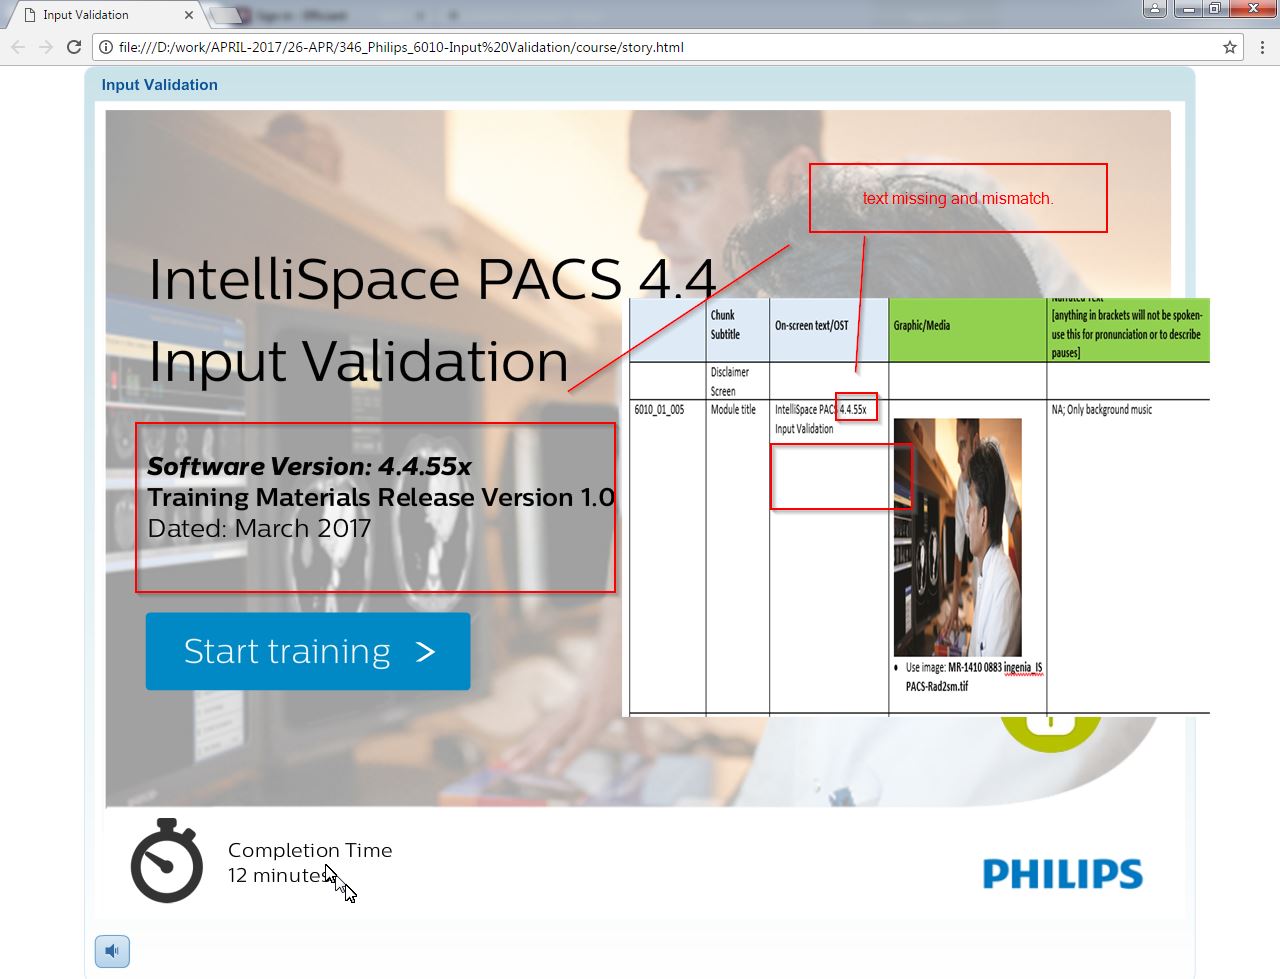 Input Validation
file:///D:/work/APRIL-2017/26-APR/346_Philips_6010-Input%20Validation/course/story.html
Input Validation
text missing and mismatch.
IntelliSpace PACS 4.4
Input Validation
Software Version: 4.4.55x
Training Materials Release Version 1.0
Dated: March 2017
Start training >
Chunk
Subtitle
On-screen text/OST
Graphic/Media
Narrated Text
[anything in brackets will not be spoken-
use this for pronunciation or to describe
pauses]
Disclaimer
Screen
6010_01_005
Module title
IntelliSpace PACS 4.4.55x
Input Validation
NA; Only background music
• Use image: MR-1410 0883 ingenia_IS
PACS-Rad2sm.tif
Completion Time
12 minutes
PHILIPS